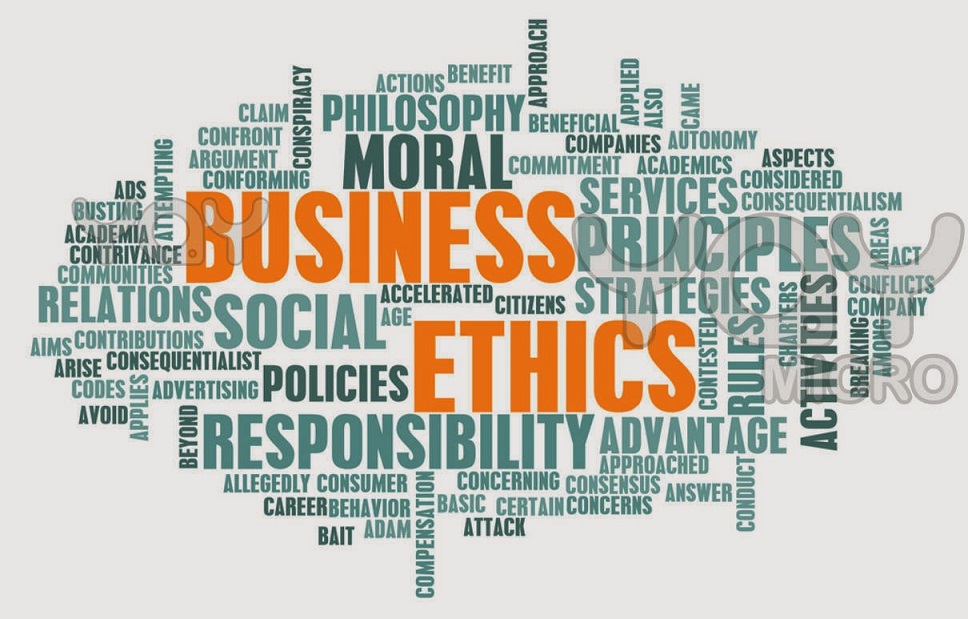 APPROACH
ACTIONS BENEFIT
CONSPIRACY
APPLIED
ALSO
CAME
CLAIM
PHILOSOPHY
CONFRONT
BENEFICIAL
MORAL
COMPANIES
AUTONOMY
ATTEMPTING
ARGUMENT
COMMITMENT
ACADEMICS
ASPECTS
CONFORMING
CONSIDERED
ADS
BUSINESS
SERVICES
CONSEQUENTIALISM
BUSTING
ACADEMIA
PRINCIPLES
AREAS
CONTRIVANCE
ACT
COMMUNITIES
CONFLICTS
RELATIONS
SOCIAL
ACCELERATED
CITIZENS
STRATEGIES
COMPANY
AGE
ETHICS
CONTESTED
RULES
CHARTERS
ACTIVITIES
BREAKING
AMONG
AIMS
CONTRIBUTIONS
ARISE
CONSEQUENTIALIST
CODES
APPLIES
ADVERTISING
POLICIES
AVOID
BEYOND
RESPONSIBILITY
ADVANTAGE
APPROACHED
CONDUCT
ALLEGEDLY
CONSUMER
COMPENSATION
CONCERNING
CONSENSUS
ANSWER
CAREER
BEHAVIOR
BASIC
CERTAIN
CONCERNS
BAIT
ADAM
ATTACK
YAY
YAY
MICRO